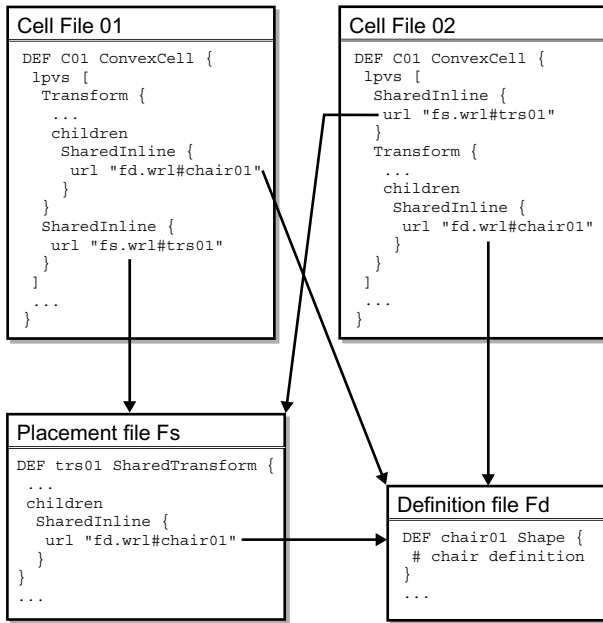 Cell File 01
DEF C01 ConvexCell {
lpvs [
Transform {
...
children
SharedInline {
url "fd.wrl#chair01"
}
}
SharedInline {
url "fs.wrl#trs01"
}
]
...
}
Cell File 02
DEF C01 ConvexCell {
lpvs [
SharedInline {
url "fs.wrl#trs01"
}
Transform {
...
children
SharedInline {
url "fd.wrl#chair01"
}
}
]
...
}
Placement file Fs
DEF trs01 SharedTransform {
...
children
SharedInline {
url "fd.wrl#chair01"
}
}
...
Definition file Fd
DEF chair01 Shape {
# chair definition
}
...